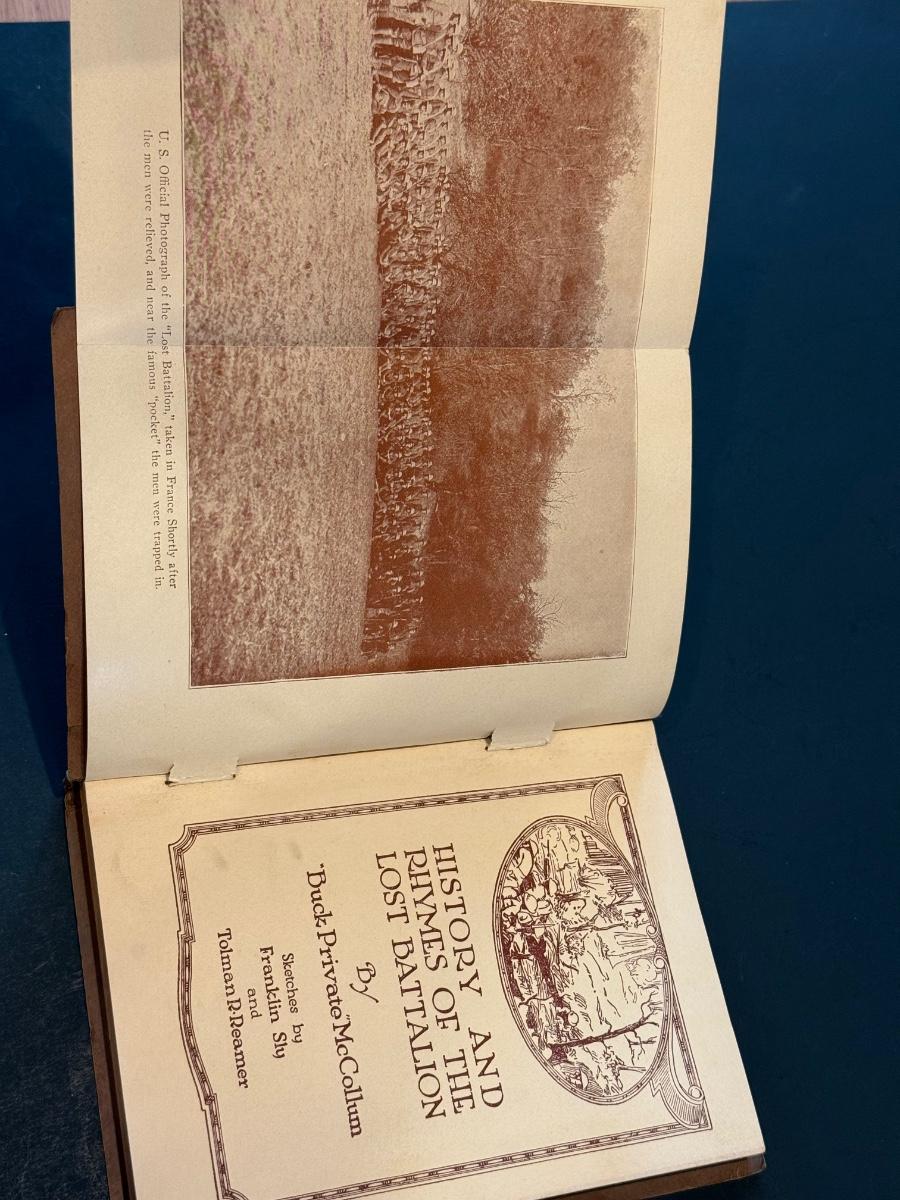 U. S. Official Photograph of the "Lost Battalion," taken in France Shortly after
the men were relieved, and near the famous "pocket" the men were trapped in.
HISTORY AND
RHYMES OF THE
LOST BATTALION
By
"Buck Private" McCollum
Sketches by
Franklin Sly
and
Tolman R. Reamer